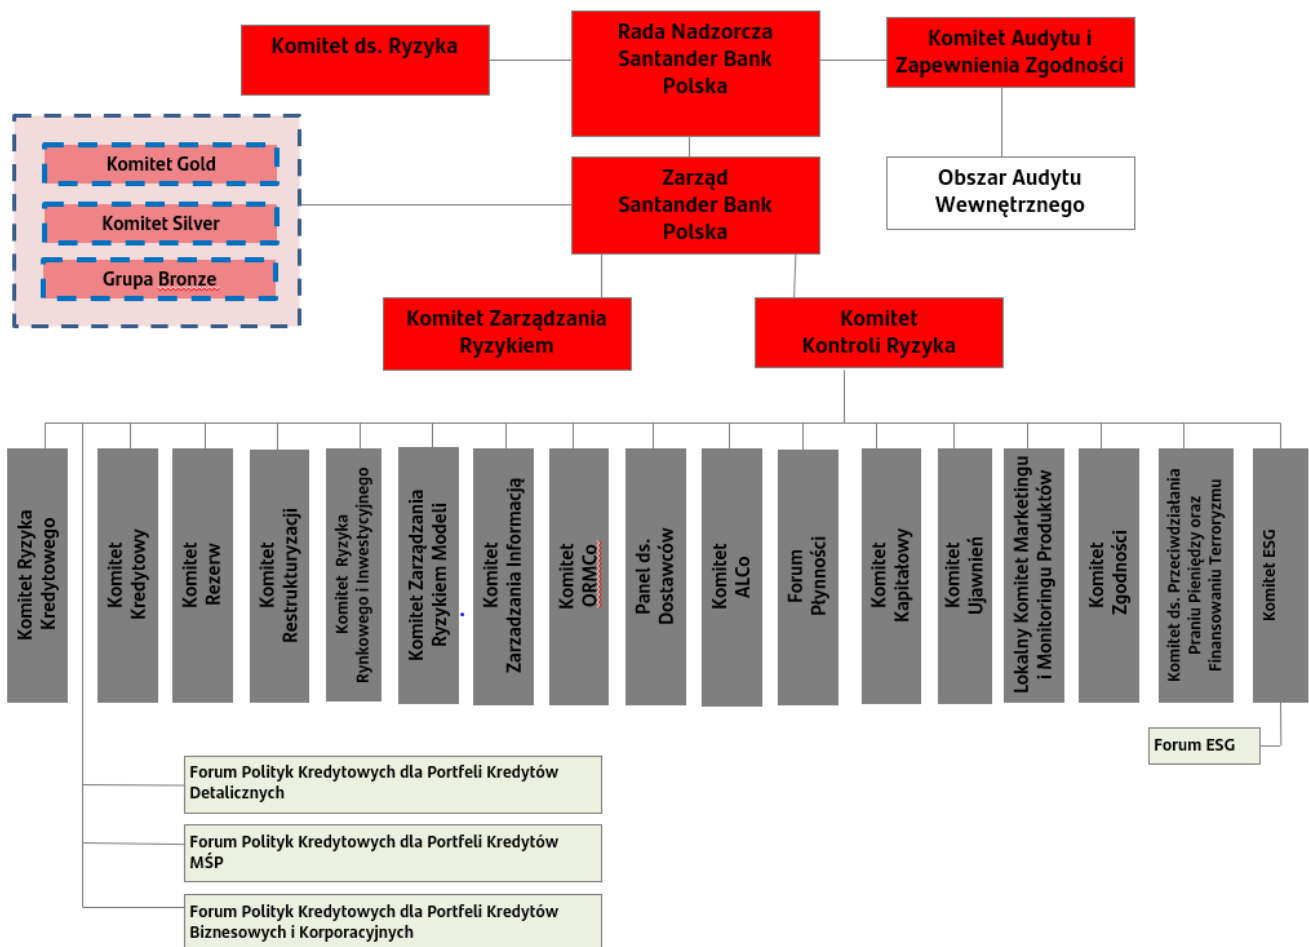 Komitet ds. Ryzyka
Rada Nadzorcza
Santander Bank
Polska
Komitet Audytu i
Zapewnienia Zgodności
Komitet Gold
Komitet Silver
Grupa Bronze
Zarząd
Santander Bank
Polska
Obszar Audytu
Wewnętrznego
Komitet Zarządzania
Ryzykiem
Komitet
Kontroli Ryzyka
Komitet Ryzyka
Kredytowego
Komitet
Kredytowy
Komitet
Rezerw
Komitet
Restrukturyzacji
Komitet Ryzyka
Rynkowego i Inwestycyjnego
Komitet Zarządzania
Ryzykiem Modeli
Komitet
Zarzadzania Informacją
Komitet
ORMCo
Panel ds.
Dostawców
Komitet
ALCo
Forum
Płynności
Komitet
Kapitałowy
Komitet
Ujawnień
Lokalny Komitet Marketingu
i Monitoringu Produktów
Komitet
Zgodności
Komitet ds. Przeciwdziałania
Praniu Pieniędzy oraz
Finansowaniu Terroryzmu
Komitet ESG
Forum ESG
Forum Polityk Kredytowych dla Portfeli Kredytów
Detalicznych
Forum Polityk Kredytowych dla Portfeli Kredytów
MŚP
Forum Polityk Kredytowych dla Portfeli Kredytów
Biznesowych i Korporacyjnych